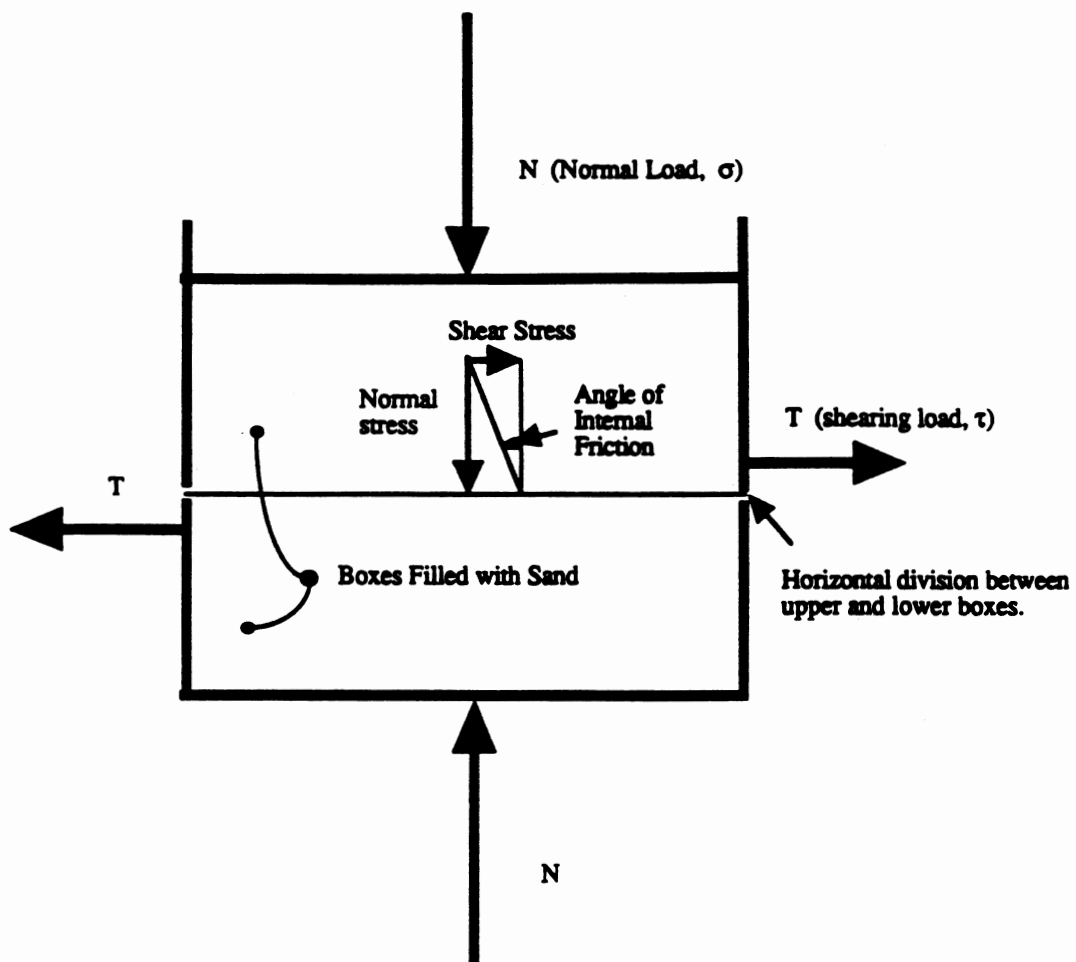 N (Normal Load, σ)
Shear Stress
Normal
stress
Angle of
Internal
Friction
T (shearing load, τ)
T
Boxes Filled with Sand
Horizontal division between
upper and lower boxes.
N